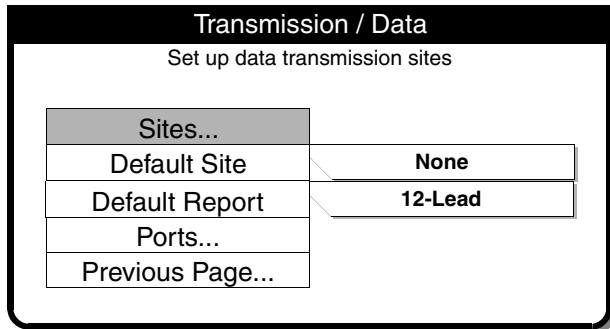 Transmission / Data
Set up data transmission sites
Sites...
Default Site None
Default Report 12-Lead
Ports...
Previous Page...